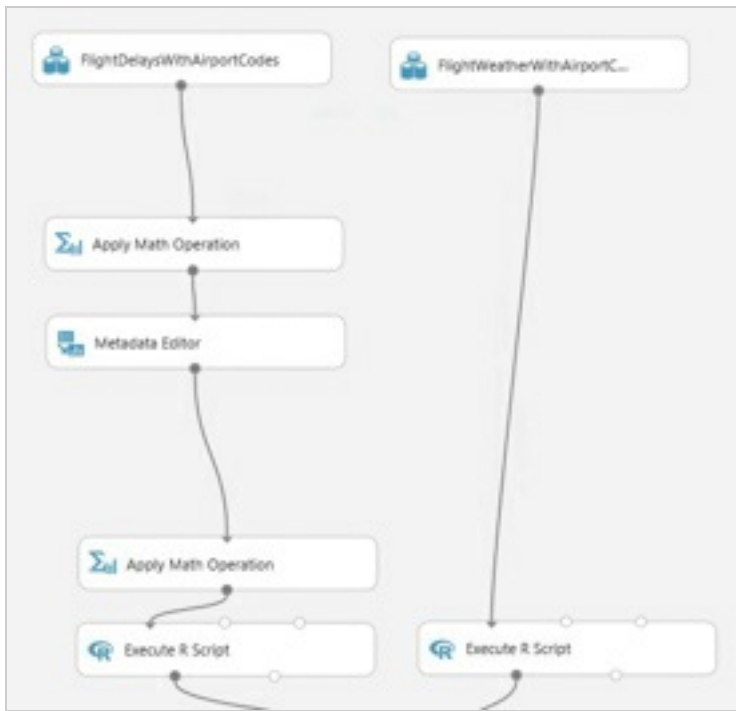 FlightDelaysWithAirportCodes
FlightWeatherWithAirportC...
Apply Math Operation
Metadata Editor
Apply Math Operation
Execute R Script
Execute R Script